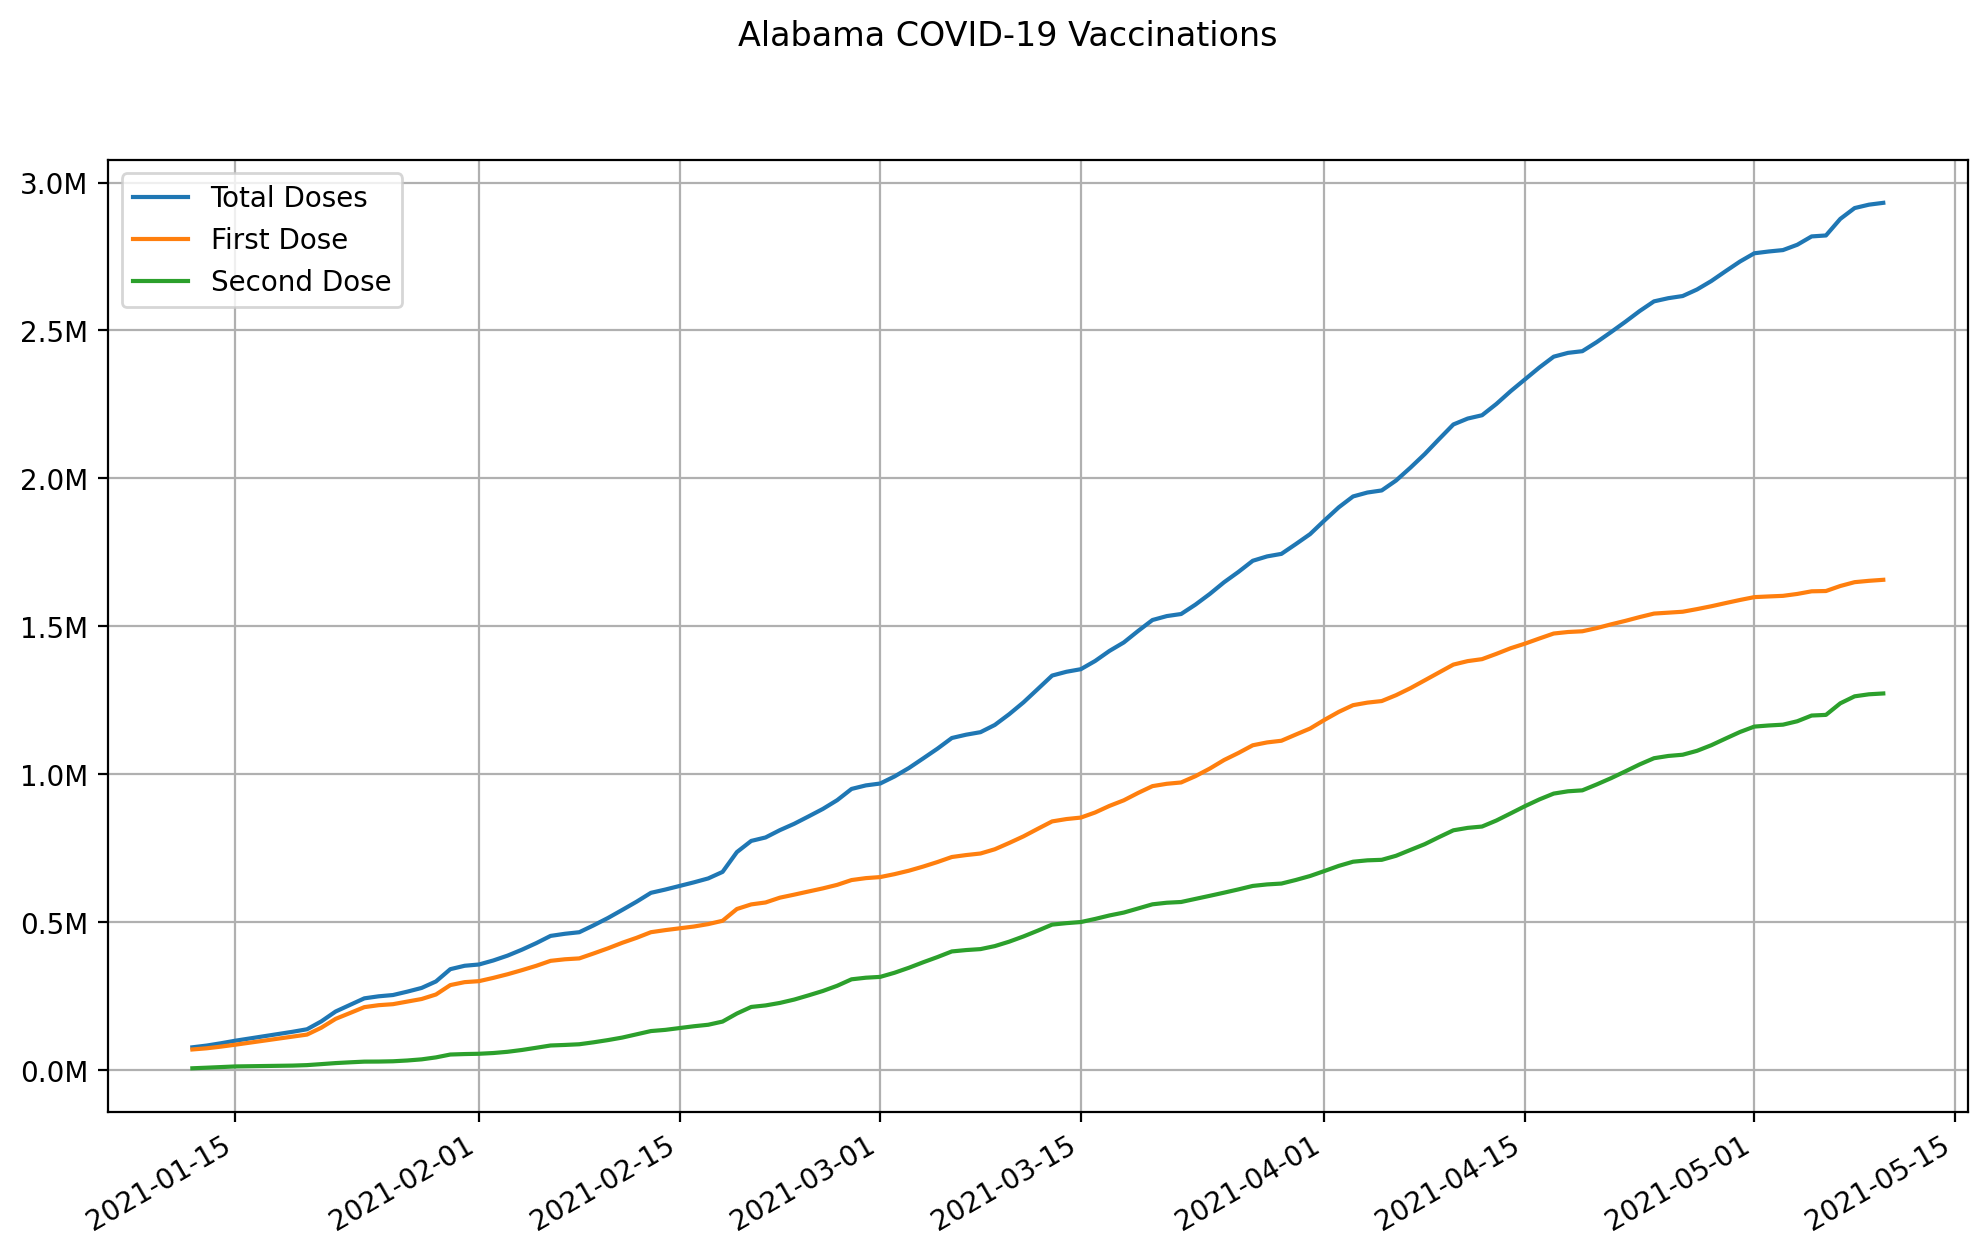 Alabama COVID-19 Vaccinations
3.0M
2.5M
2.0M
1.5M
1.0M
0.5M
0.0M
Total Doses
First Dose
Second Dose
2021-01-15
2021-02-01
2021-02-15
2021-03-01
2021-03-15
2021-04-01
2021-04-15
2021-05-01
2021-05-15